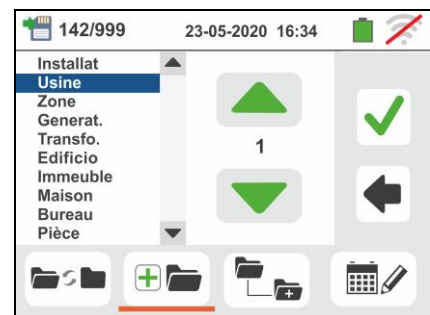 142/999 23-05-2020 16:34
Installat
Usine
Zone
Generat.
Transfo.
Edificio
Immeuble
Maison
Bureau
Pièce
1